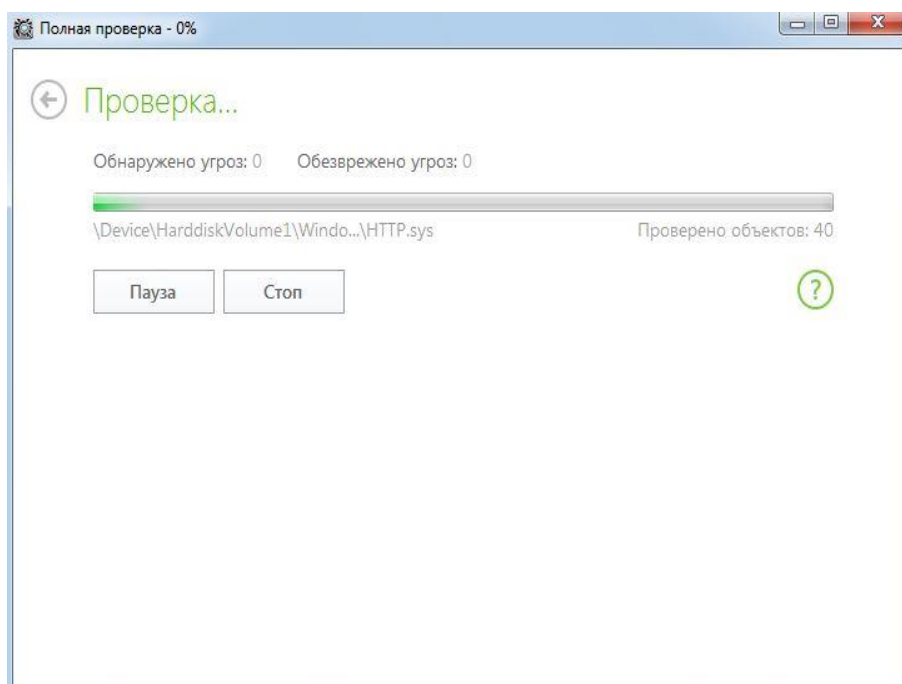 Полная проверка - 0%
Проверка...
Обнаружено угроз: 0 Обезврежено угроз: 0
\Device\HarddiskVolume1\Windo...\HTTP.sys Проверено объектов: 40
Пауза Стоп ?